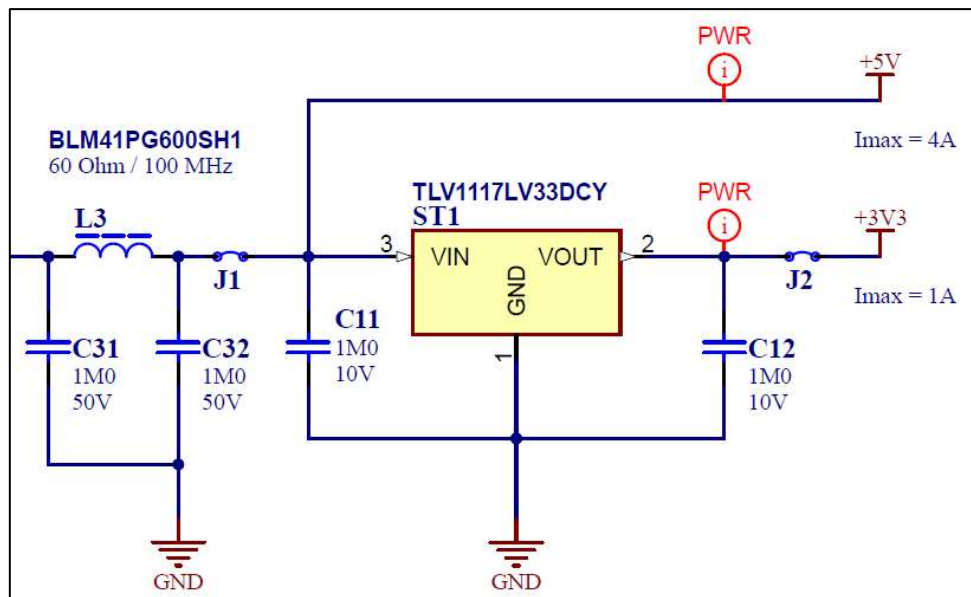 PWR
i
+5V
BLM41PG600SH1
60 Ohm / 100 MHz
Imax = 4A
TLV1117LV33DCY
ST1
PWR
i
+3V3
L3
3
VIN
VOUT
2
J1
GND
J2
Imax = 1A
C31
1M0
50V
C32
1M0
50V
C11
1M0
10V
1
C12
1M0
10V
GND
GND